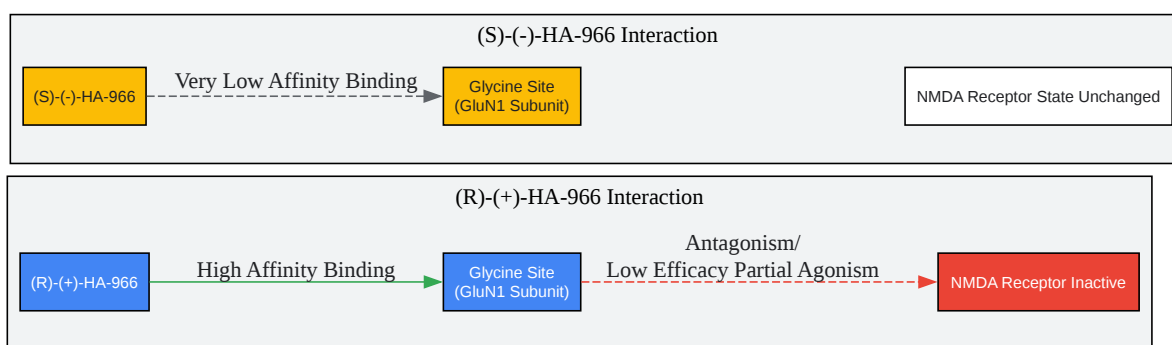 (S)-(-)-HA-966 Interaction
(S)-(-)-HA-966
Very Low Affinity Binding
Glycine Site
(GluN1 Subunit)
NMDA Receptor State Unchanged
(R)-(+)-HA-966 Interaction
(R)-(+)-HA-966
High Affinity Binding
Glycine Site
(GluN1 Subunit)
Antagonism/
Low Efficacy Partial Agonism
NMDA Receptor Inactive